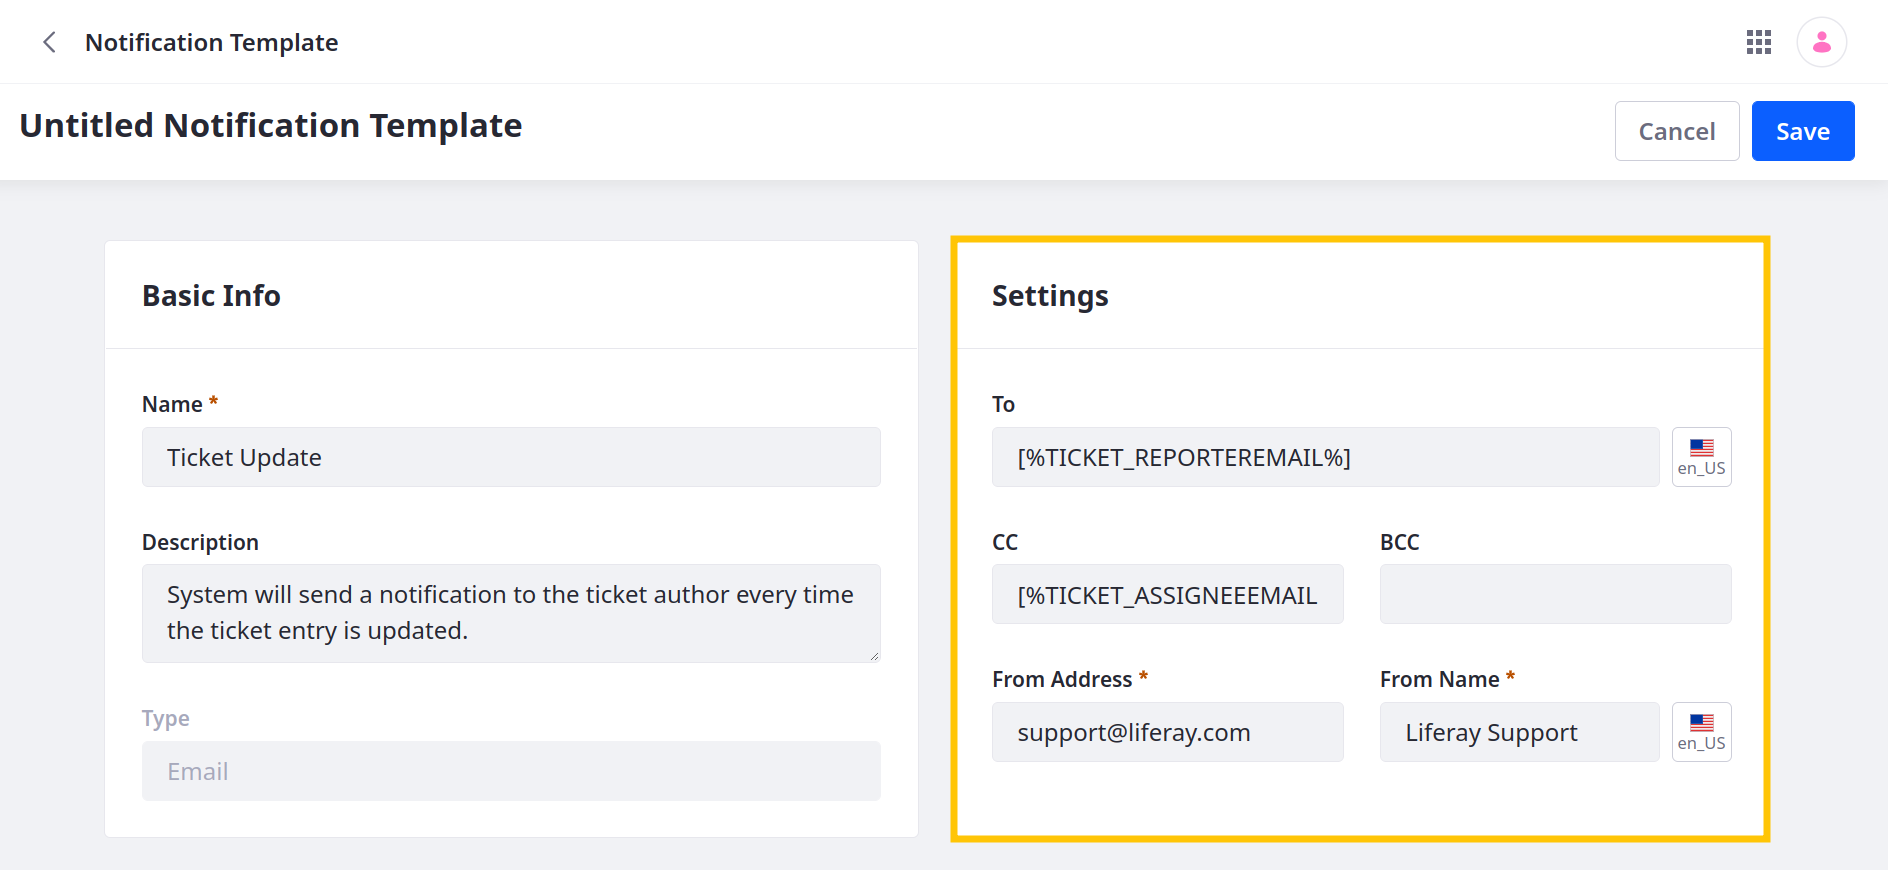 Notification Template
Untitled Notification Template
Cancel
Save
Basic Info
Name *
Ticket Update
Description
System will send a notification to the ticket author every time
the ticket entry is updated.
Type
Email
Settings
To
[%TICKET_REPORTEREMAIL%]
en_US
CC
BCC
[%TICKET_ASSIGNEEEMAIL
From Address *
From Name *
support@liferay.com
Liferay Support
en_US